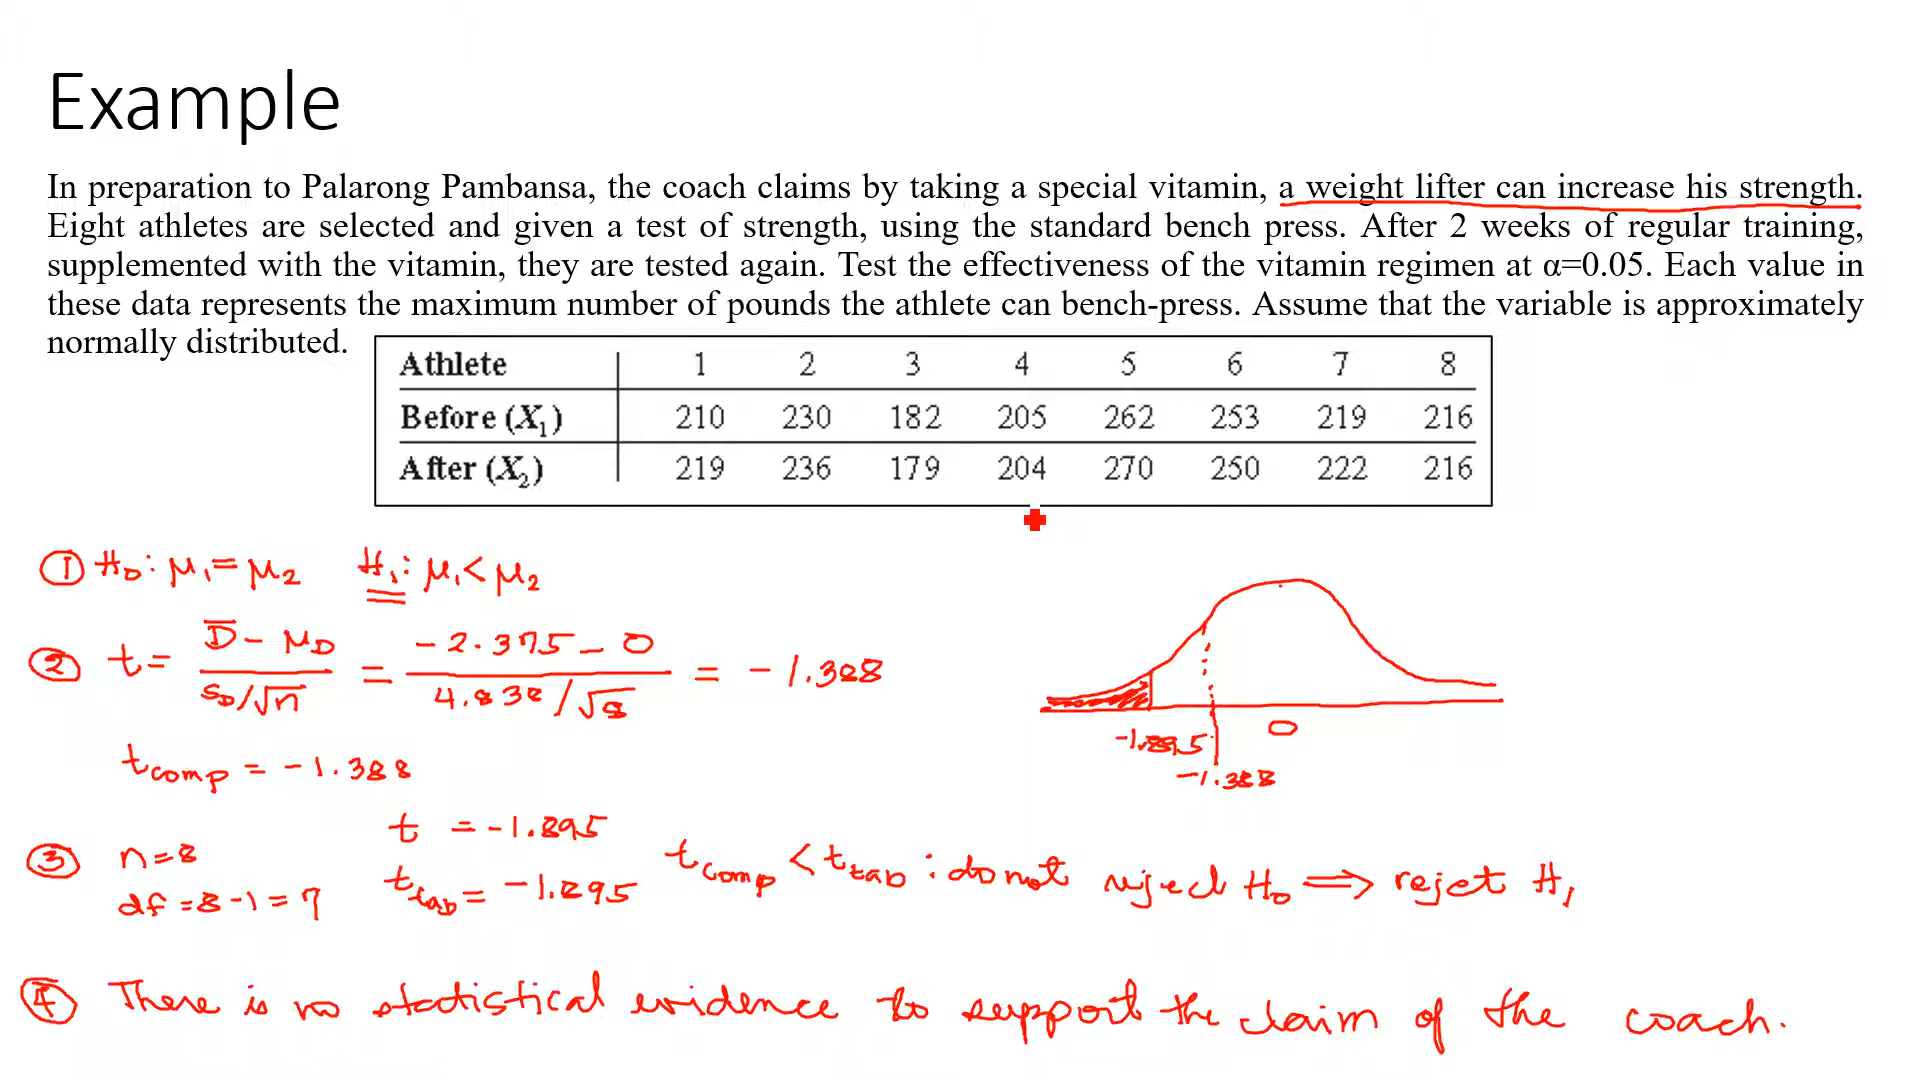 Example
In preparation to Palarong Pambansa, the coach claims by taking a special vitamin, a weight lifter can increase his strength.
Eight athletes are selected and given a test of strength, using the standard bench press. After 2 weeks of regular training,
supplemented with the vitamin, they are tested again. Test the effectiveness of the vitamin regimen at α=0.05. Each value in
these data represents the maximum number of pounds the athlete can bench-press. Assume that the variable is approximately
normally distributed.
Athlete 1 2 3 4 5 6 7 8
Before (X₁) 210 230 182 205 262 253 219 216
After (X₂) 219 236 179 204 270 250 222 216
① H₀: μ₁ = μ₂ H₁: μ₁ < μ₂
② t = (D̄ - μ_D)/(s_D/√n) = (-2.375 - 0)/(4.838/√8) = -1.388
t_comp = -1.388
-1.895 0
-1.388
③ n = 8 t = -1.895
df = 8 - 1 = 7 t_tab = -1.895 t_comp < t_tab : do not reject H₀ ⟹ reject H₁
④ There is no statistical evidence to support the claim of the coach.